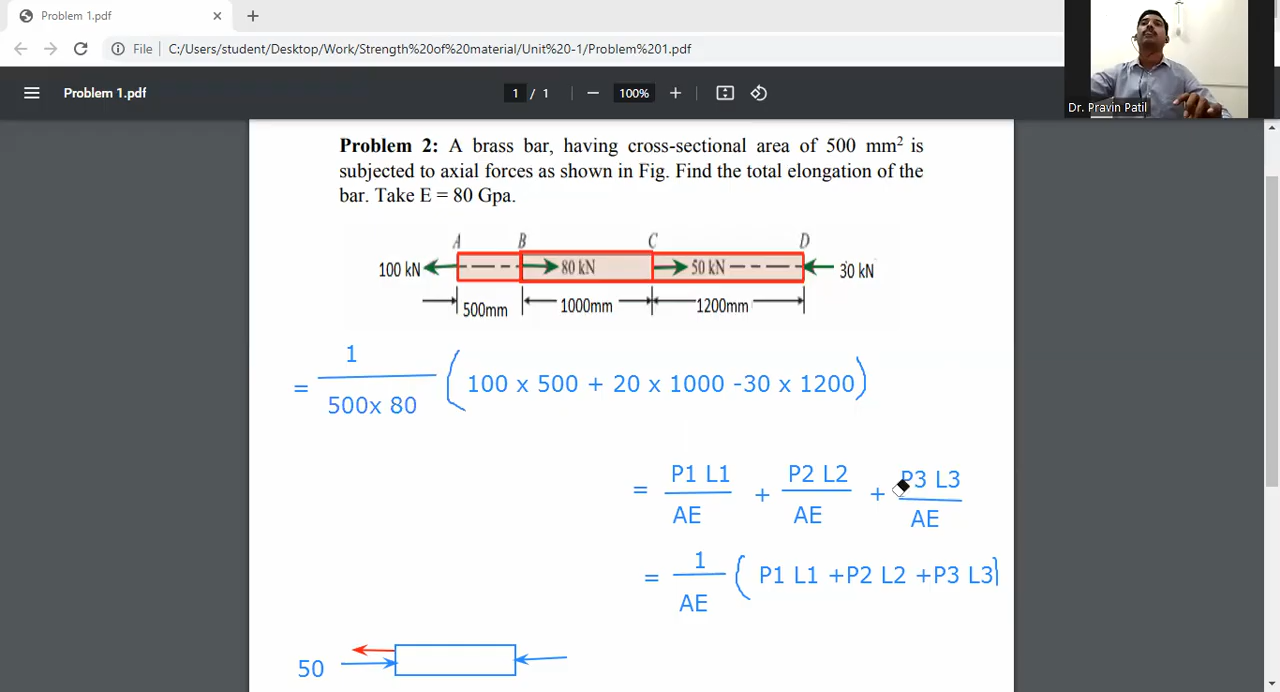 Problem 1.pdf
File C:/Users/student/Desktop/Work/Strength%20of%20material/Unit%20-1/Problem%201.pdf
Problem 1.pdf 1 / 1 100%
Dr. Pravin Patil
Problem 2: A brass bar, having cross-sectional area of 500 mm² is
subjected to axial forces as shown in Fig. Find the total elongation of the
bar. Take E = 80 Gpa.
A B C D
100 kN 80 kN 50 kN 30 kN
500mm 1000mm 1200mm
1
= ( 100 x 500 + 20 x 1000 -30 x 1200 )
500x 80
= P1 L1 + P2 L2 + P3 L3
AE AE AE
1
= ( P1 L1 +P2 L2 +P3 L3)
AE
50